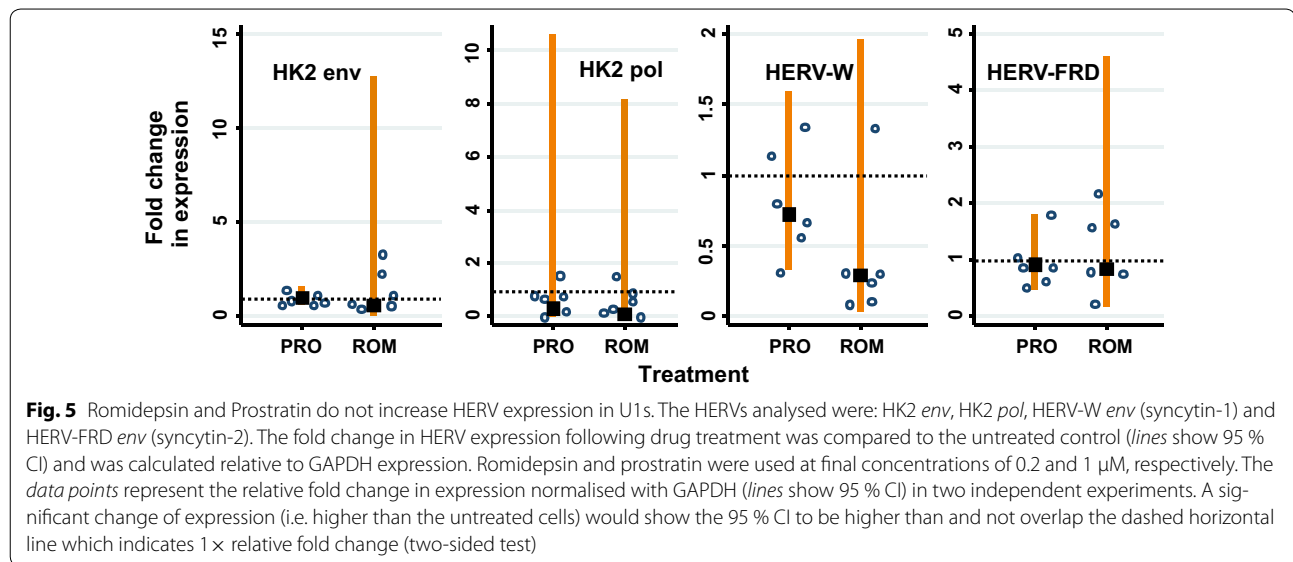 HK2 env
HK2 pol
HERV-W
HERV-FRD
Fold change
in expression
0
5
10
15
0
2
4
6
8
10
0
0.5
1
1.5
2
0
1
2
3
4
5
PRO ROM PRO ROM PRO ROM PRO ROM
Treatment
Fig. 5 Romidepsin and Prostratin do not increase HERV expression in U1s. The HERVs analysed were: HK2 env, HK2 pol, HERV-W env (syncytin-1) and
HERV-FRD env (syncytin-2). The fold change in HERV expression following drug treatment was compared to the untreated control (lines show 95 %
CI) and was calculated relative to GAPDH expression. Romidepsin and prostratin were used at final concentrations of 0.2 and 1 μM, respectively. The
data points represent the relative fold change in expression normalised with GAPDH (lines show 95 % CI) in two independent experiments. A sig-
nificant change of expression (i.e. higher than the untreated cells) would show the 95 % CI to be higher than and not overlap the dashed horizontal
line which indicates 1× relative fold change (two-sided test)